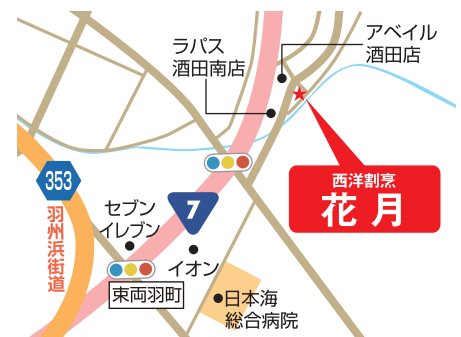 アベイル
酒田店
ラパス
酒田南店
西洋割烹
花月
353
羽州浜街道
セブン
イレブン
7
イオン
東両羽町
日本海
総合病院